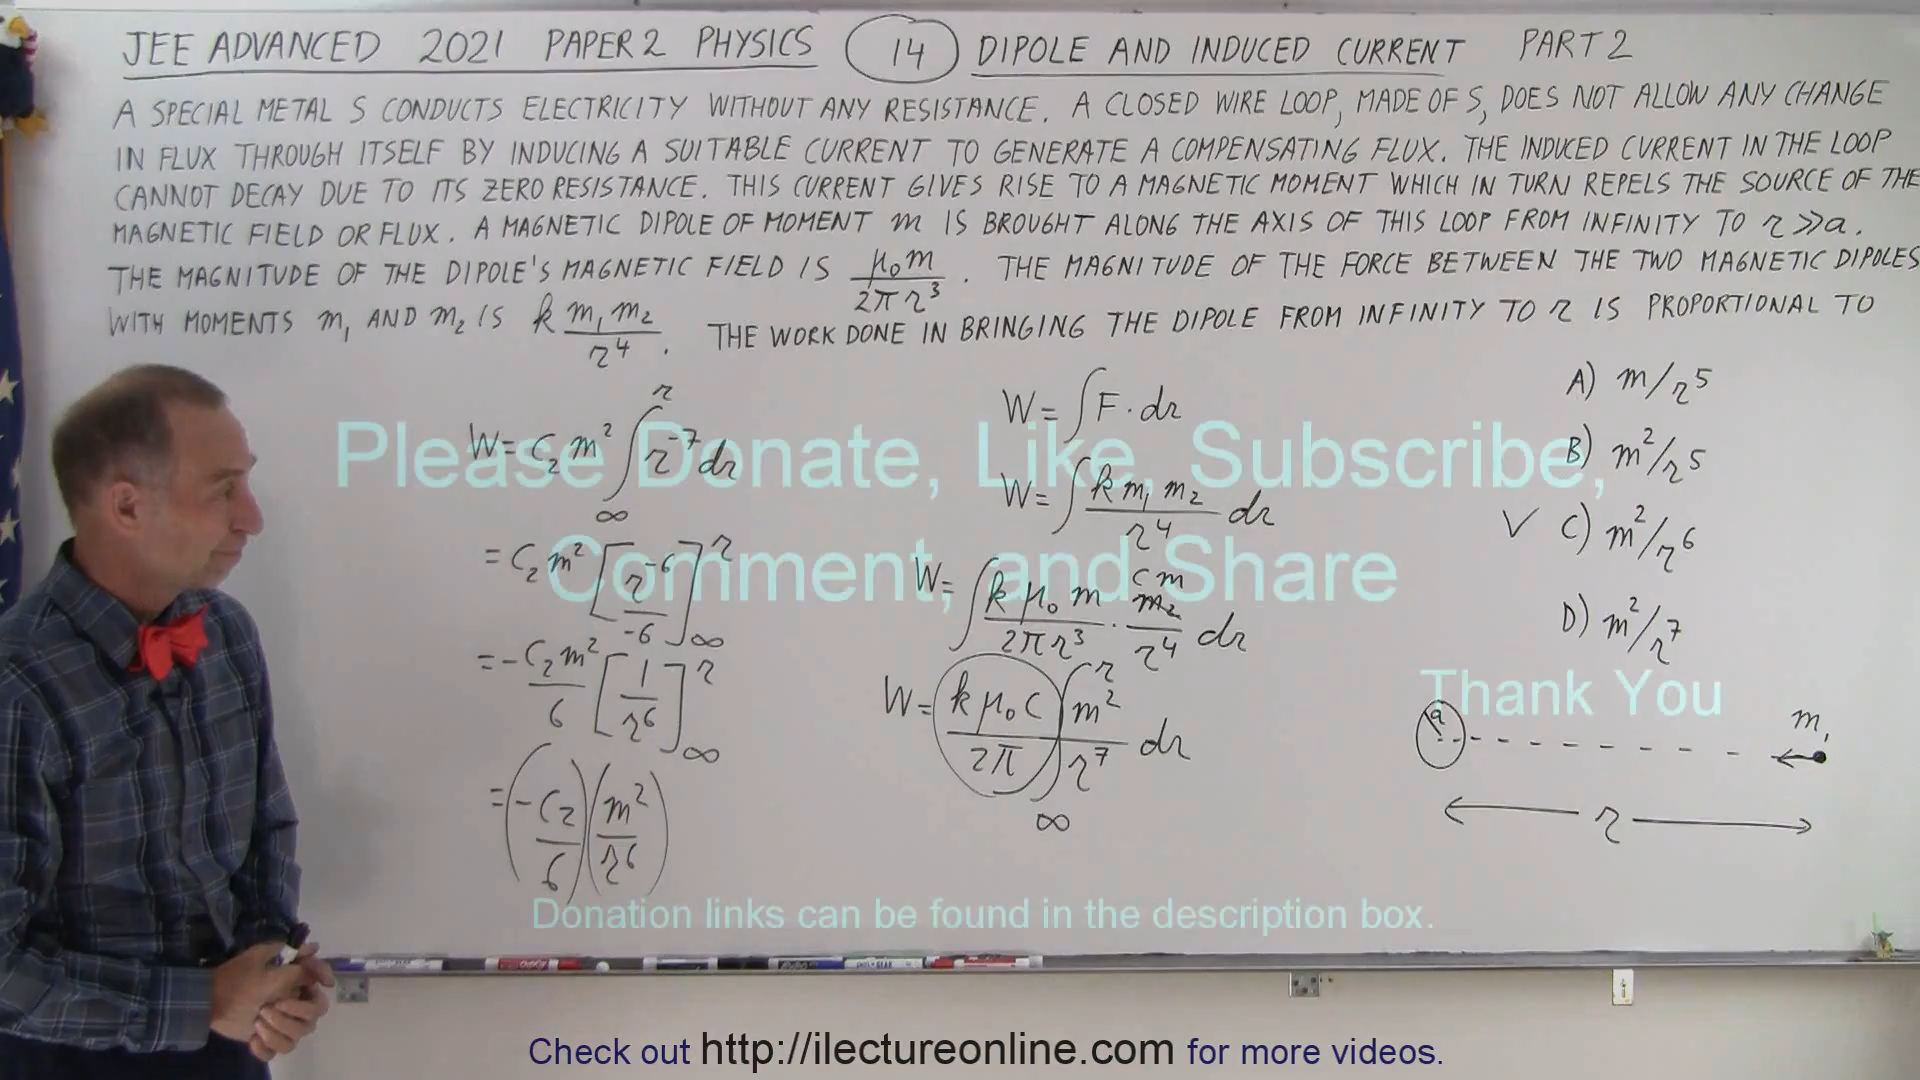 JEE ADVANCED 2021 PAPER 2 PHYSICS 14 DIPOLE AND INDUCED CURRENT PART 2
A SPECIAL METAL S CONDUCTS ELECTRICITY WITHOUT ANY RESISTANCE. A CLOSED WIRE LOOP, MADE OF S, DOES NOT ALLOW ANY CHANGE
IN FLUX THROUGH ITSELF BY INDUCING A SUITABLE CURRENT TO GENERATE A COMPENSATING FLUX. THE INDUCED CURRENT IN THE LOOP
CANNOT DECAY DUE TO ITS ZERO RESISTANCE. THIS CURRENT GIVES RISE TO A MAGNETIC MOMENT WHICH IN TURN REPELS THE SOURCE OF THE
MAGNETIC FIELD OR FLUX. A MAGNETIC DIPOLE OF MOMENT m IS BROUGHT ALONG THE AXIS OF THIS LOOP FROM INFINITY TO r >> a.
THE MAGNITUDE OF THE DIPOLE'S MAGNETIC FIELD IS μ₀m / 2πr³. THE MAGNITUDE OF THE FORCE BETWEEN THE TWO MAGNETIC DIPOLES
WITH MOMENTS m₁ AND m₂ IS k m₁m₂ / r⁴. THE WORK DONE IN BRINGING THE DIPOLE FROM INFINITY TO r IS PROPORTIONAL TO
W = C₂m² ∫_∞^r r⁻⁷ dr
= C₂m² [r⁻⁶ / -6]_∞^r
= -C₂m² / 6 [1 / r⁶]_∞^r
= (-C₂ / 6)(m² / r⁶)
W = ∫ F · dr
W = ∫ k m₁ m₂ / r⁴ dr
W = ∫ k μ₀ m / 2πr³ · cm m₂ / r⁴ dr
W = k μ₀ c / 2π ∫_∞^r m² / r⁷ dr
A) m/r⁵
B) m²/r⁵
√ C) m²/r⁶
D) m²/r⁷
a
m₁
r
Please Donate, Like, Subscribe,
Comment, and Share
Thank You
Donation links can be found in the description box.
Check out http://ilectureonline.com for more videos.